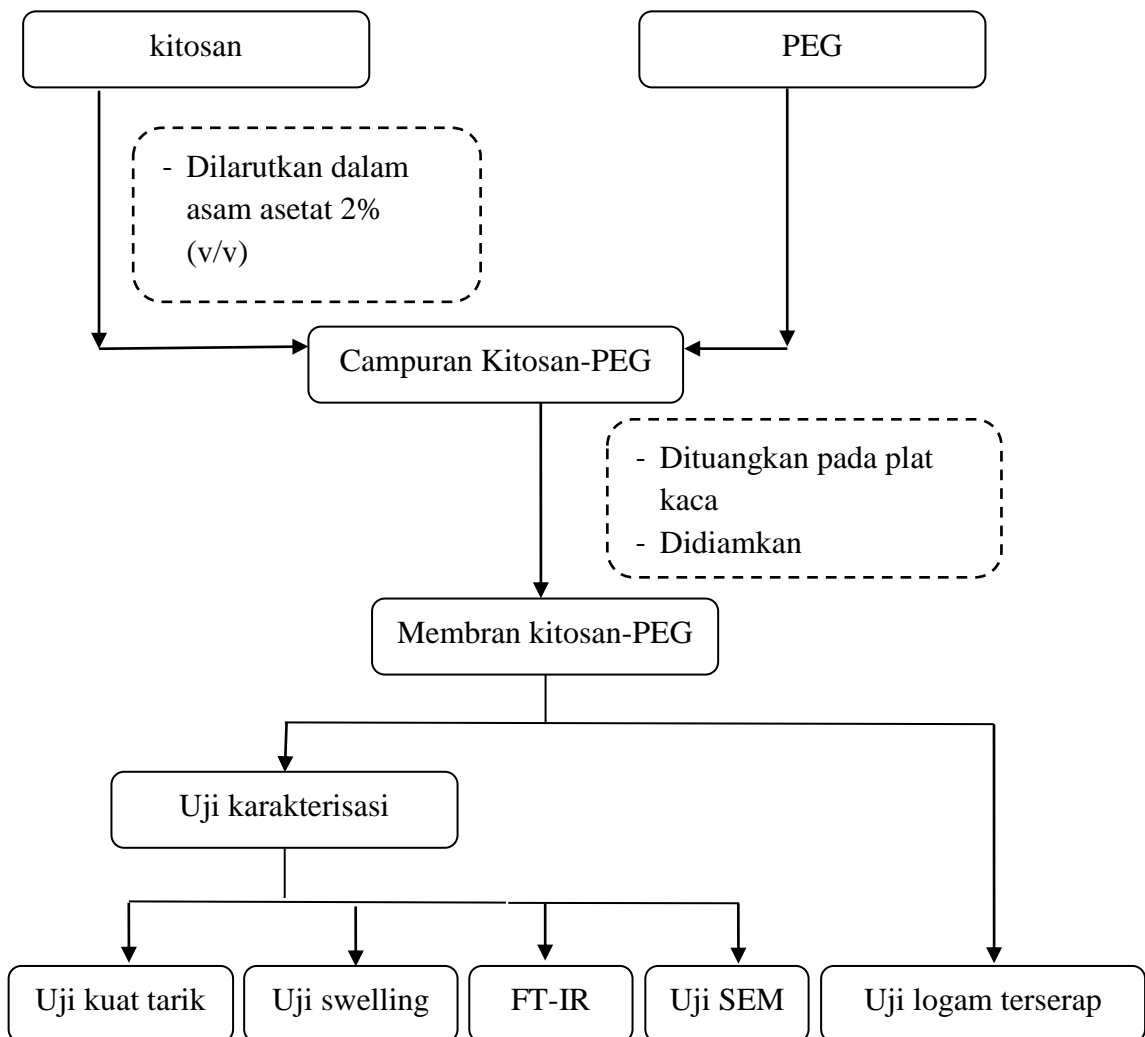 kitosan
PEG
- Dilarutkan dalam
asam asetat 2%
(v/v)
Campuran Kitosan-PEG
- Dituangkan pada plat
kaca
- Didiamkan
Membran kitosan-PEG
Uji karakterisasi
Uji kuat tarik
Uji swelling
FT-IR
Uji SEM
Uji logam terserap